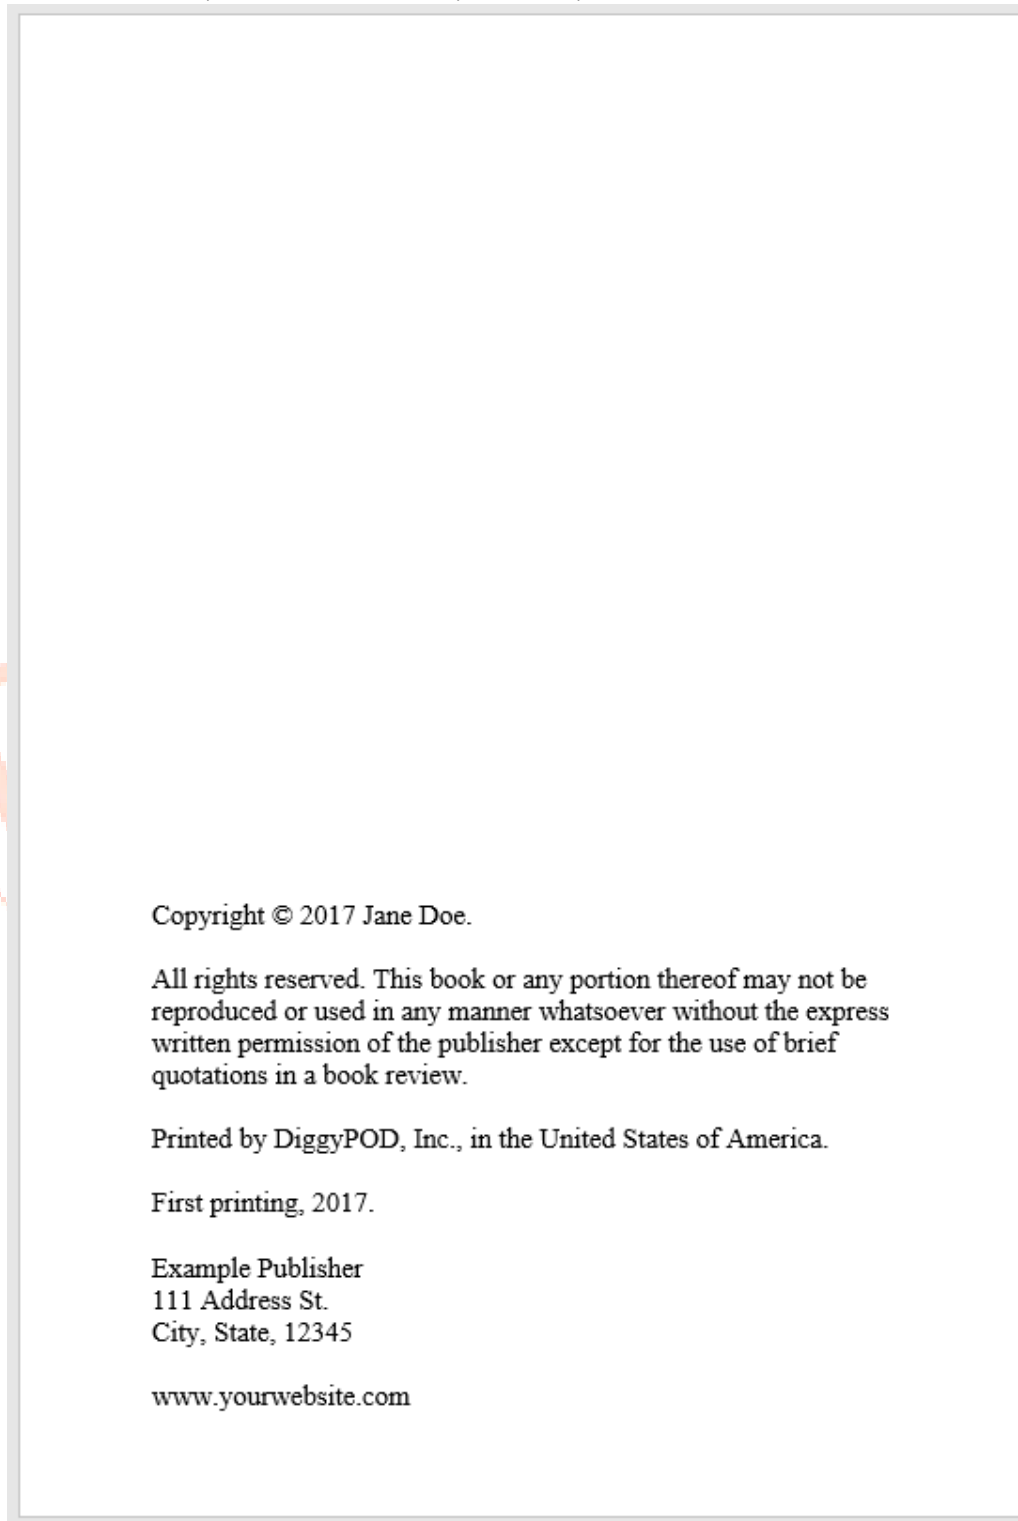 Copyright © 2017 Jane Doe.
All rights reserved. This book or any portion thereof may not be
reproduced or used in any manner whatsoever without the express
written permission of the publisher except for the use of brief
quotations in a book review.
Printed by DiggyPOD, Inc., in the United States of America.
First printing, 2017.
Example Publisher
111 Address St.
City, State, 12345
www.yourwebsite.com